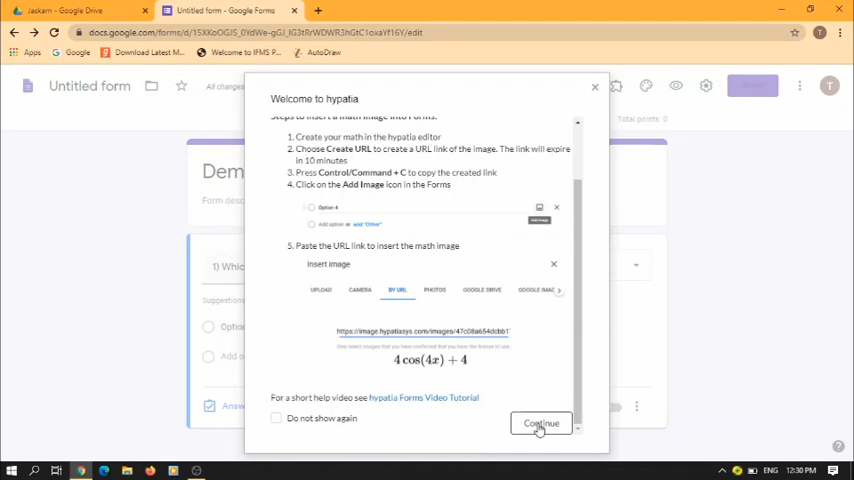 Jaskarn - Google Drive
Untitled form - Google Forms
docs.google.com/forms/d/15XKoOGJS_0YdWe-gGJ_IG3tRrWDWR3htGC1oxaYf16Y/edit
Apps
Google
Download Latest M...
Welcome to IFMS P...
AutoDraw
Untitled form
All changes
Welcome to hypatia
Total points: 0
Steps to insert a math image into Forms:
1. Create your math in the hypatia editor
2. Choose Create URL to create a URL link of the image. The link will expire
in 10 minutes
3. Press Control/Command + C to copy the created link
4. Click on the Add Image icon in the Forms
Dem
Form desc
Option 4
Add image
Add option or add "Other"
5. Paste the URL link to insert the math image
1) Whic
Insert image
UPLOAD CAMERA BY URL PHOTOS GOOGLE DRIVE GOOGLE IMAG
Suggestions
Optio
https://image.hypatiasys.com/images/47c08a654dcbb1
Only select images that you have confirmed that you have the license to use.
Add o
4 cos(4x) + 4
For a short help video see hypatia Forms Video Tutorial
Answ
Do not show again
Continue
ENG 12:30 PM